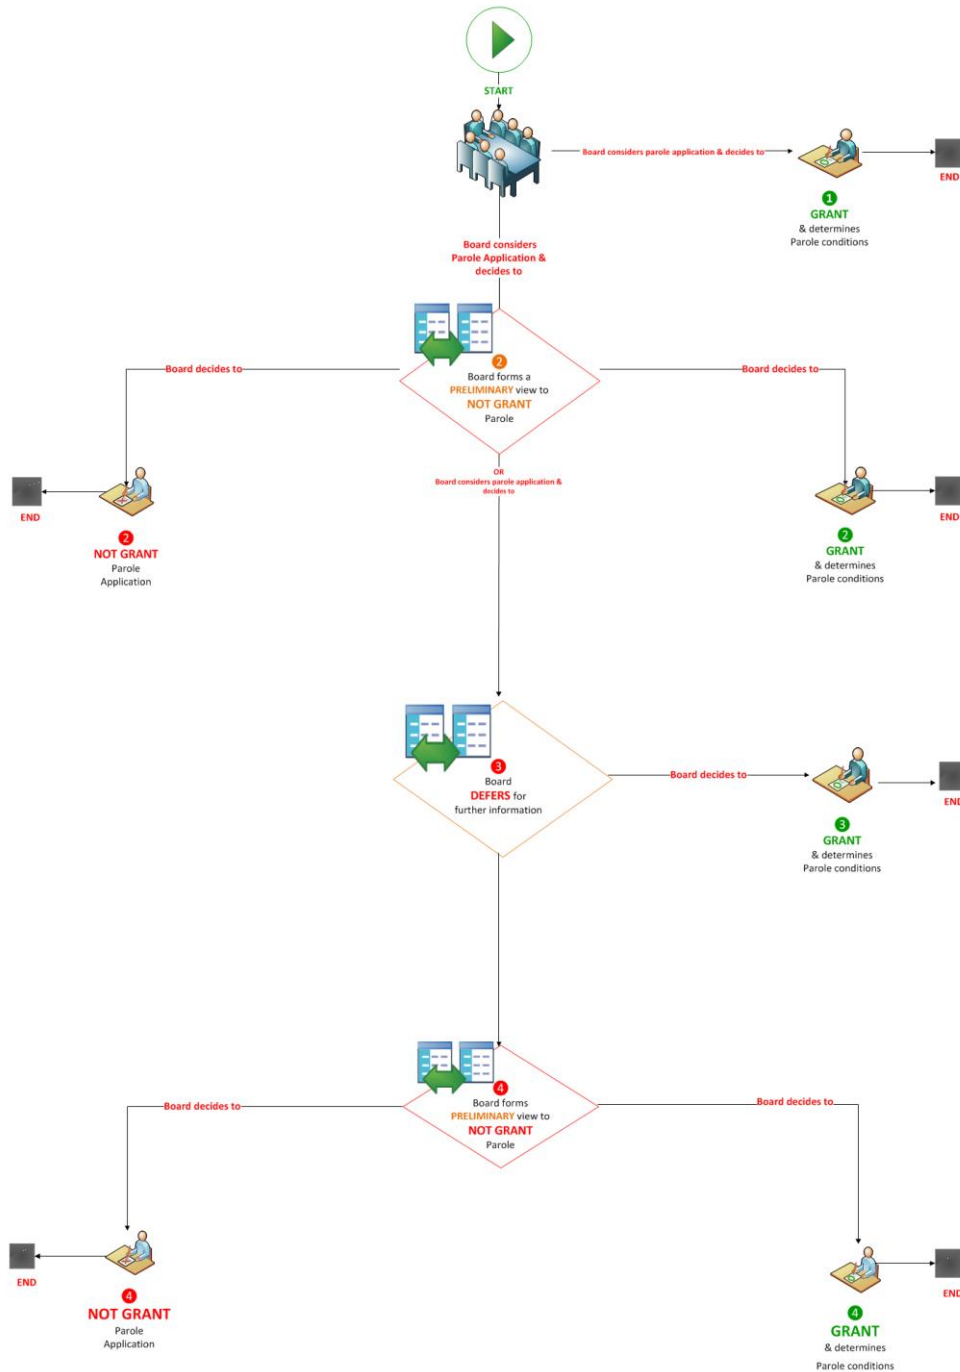 START
Board considers parole application & decides to
END
1
GRANT
& determines
Parole conditions
Board considers
Parole Application &
decides to
2
Board forms a
PRELIMINARY view to
NOT GRANT
Parole
Board decides to
Board decides to
OR
Board considers parole application &
decides to
END
2
NOT GRANT
Parole
Application
END
2
GRANT
& determines
Parole conditions
3
Board
DEFERS for
further information
Board decides to
END
3
GRANT
& determines
Parole conditions
4
Board forms
PRELIMINARY view to
NOT GRANT
Parole
Board decides to
Board decides to
END
4
NOT GRANT
Parole
Application
END
4
GRANT
& determines
Parole conditions